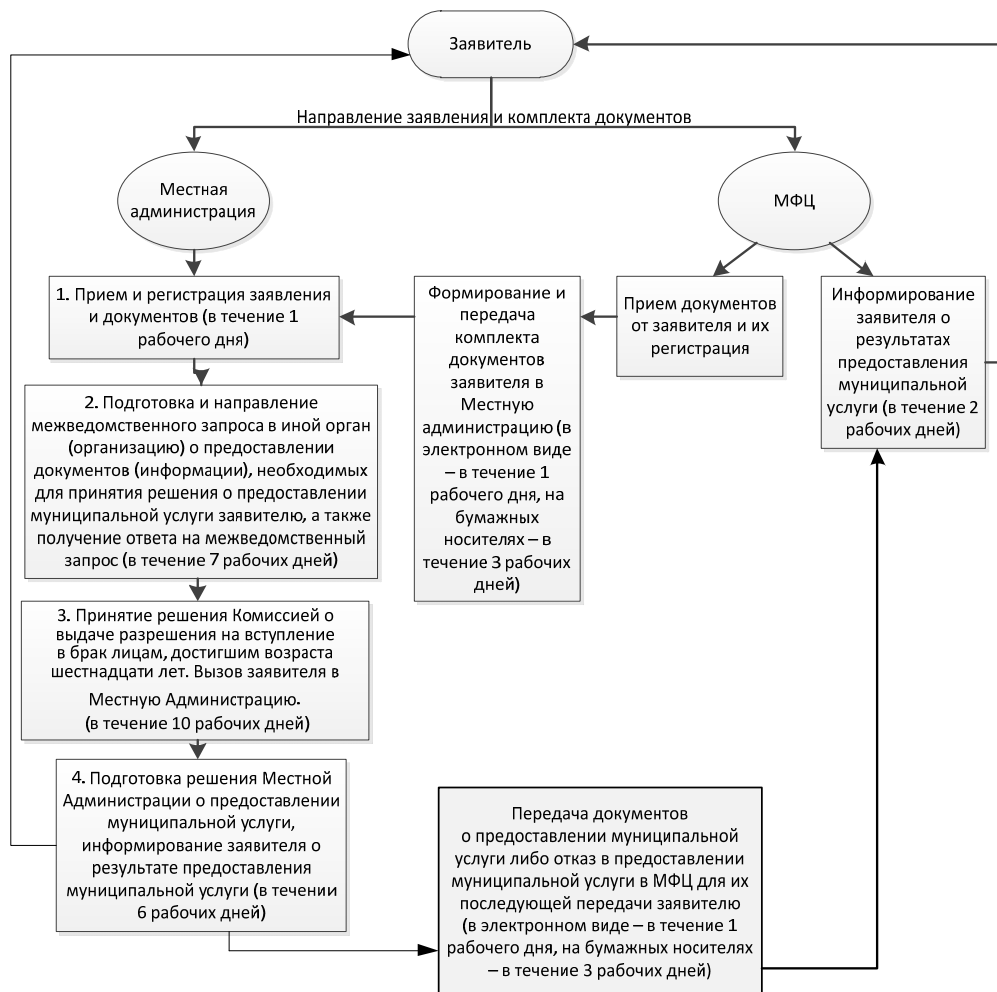 Заявитель
Направление заявления и комплекта документов
Местная
администрация
МФЦ
1. Прием и регистрация заявления
и документов (в течение 1
рабочего дня)
Формирование и
передача
комплекта
документов
заявителя в
Местную
администрацию (в
электронном виде
– в течение 1
рабочего дня, на
бумажных
носителях – в
течение 3 рабочих
дней)
Прием документов
от заявителя и их
регистрация
Информирование
заявителя о
результатах
предоставления
муниципальной
услуги (в течение 2
рабочих дней)
2. Подготовка и направление
межведомственного запроса в иной орган
(организацию) о предоставлении
документов (информации), необходимых
для принятия решения о предоставлении
муниципальной услуги заявителю, а также
получение ответа на межведомственный
запрос (в течение 7 рабочих дней)
3. Принятие решения Комиссией о
выдаче разрешения на вступление
в брак лицам, достигшим возраста
шестнадцати лет. Вызов заявителя в
Местную Администрацию.
(в течение 10 рабочих дней)
4. Подготовка решения Местной
Администрации о предоставлении
муниципальной услуги,
информирование заявителя о
результате предоставления
муниципальной услуги (в течении
6 рабочих дней)
Передача документов
о предоставлении муниципальной
услуги либо отказ в предоставлении
муниципальной услуги в МФЦ для их
последующей передачи заявителю
(в электронном виде – в течение 1
рабочего дня, на бумажных носителях
– в течение 3 рабочих дней)